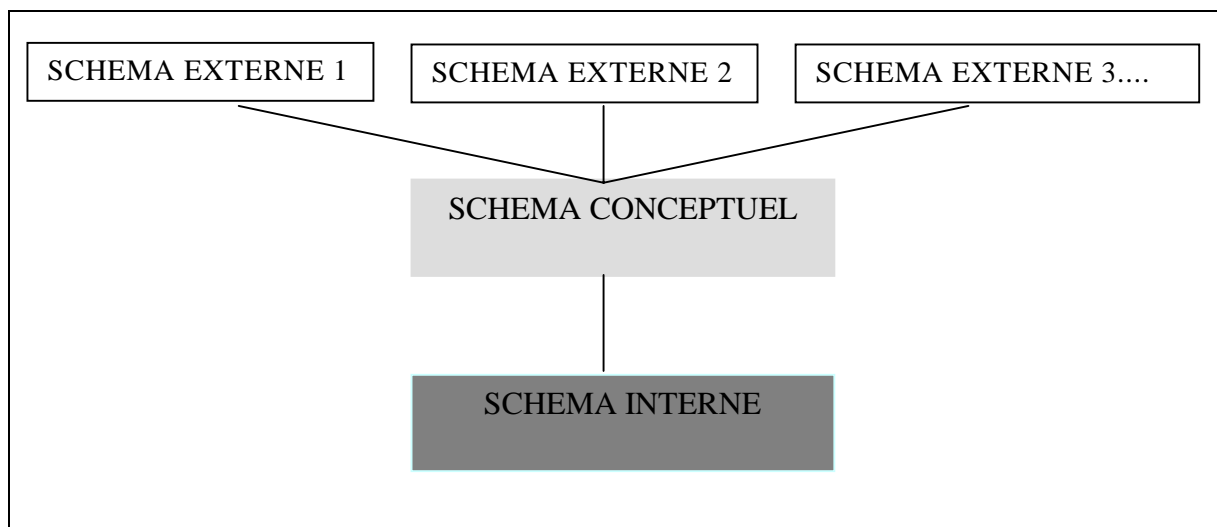 SCHEMA EXTERNE 1
SCHEMA EXTERNE 2
SCHEMA EXTERNE 3....
SCHEMA CONCEPTUEL
SCHEMA INTERNE